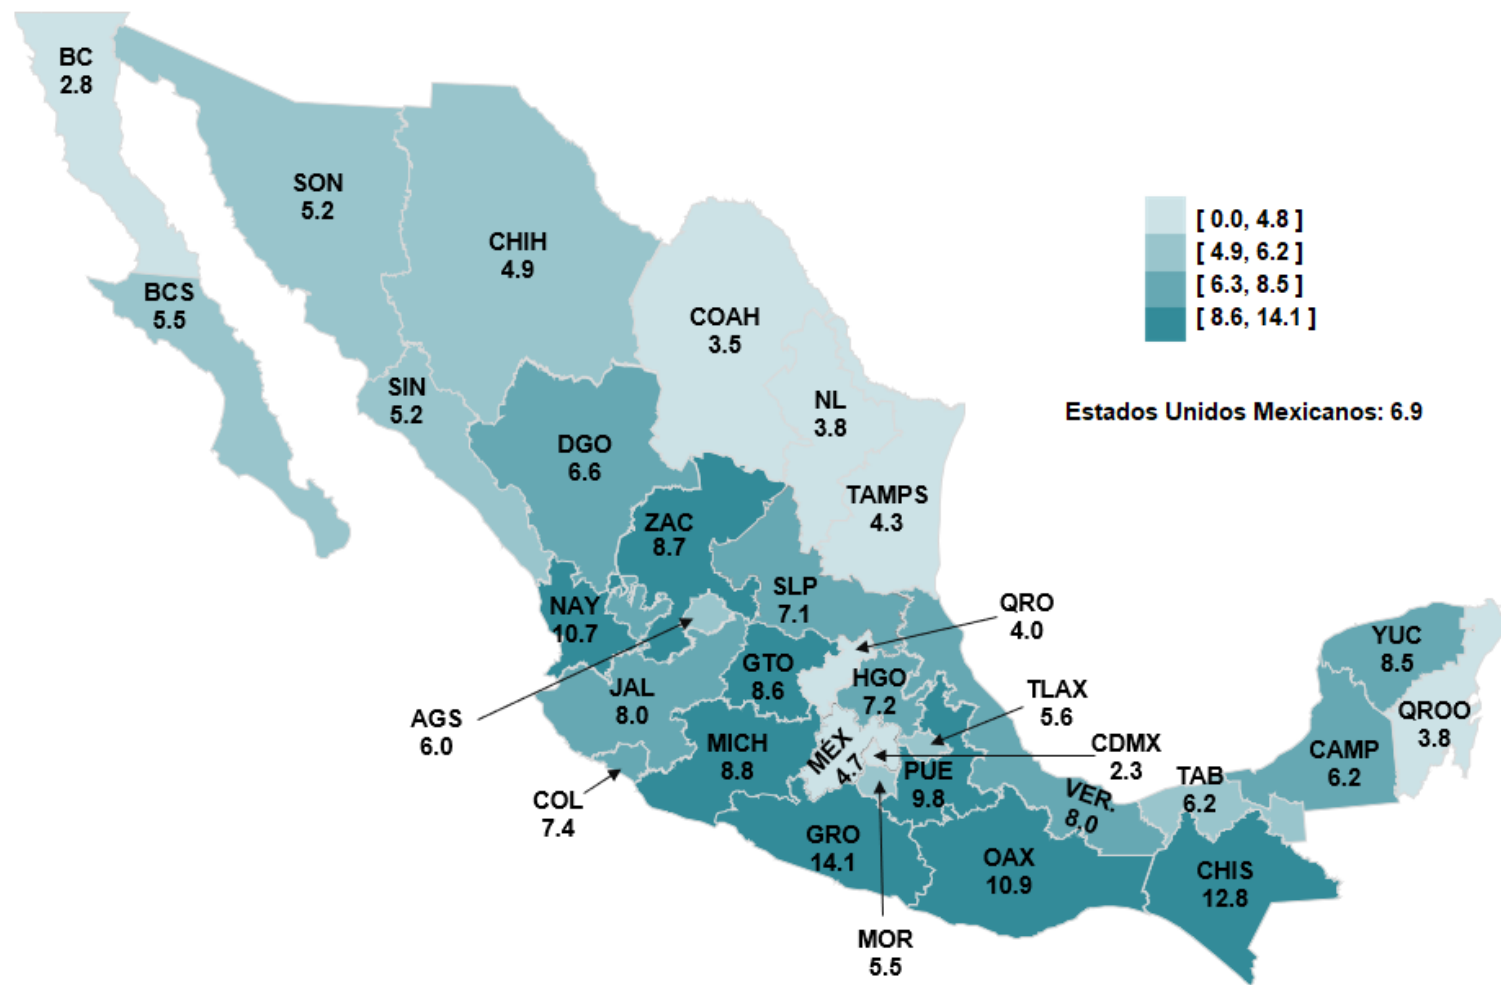 BC
2.8
SON
5.2
CHIH
4.9
BCS
5.5
COAH
3.5
SIN
5.2
NL
3.8
DGO
6.6
TAMPS
4.3
ZAC
8.7
SLP
7.1
NAY
10.7
QRO
4.0
GTO
8.6
HGO
7.2
JAL
8.0
AGS
6.0
TLAX
5.6
MICH
8.8
MÉX
4.7
CDMX
2.3
PUE
9.8
COL
7.4
VER.
8.0
TAB
6.2
GRO
14.1
OAX
10.9
CHIS
12.8
MOR
5.5
YUC
8.5
QROO
3.8
CAMP
6.2
[ 0.0, 4.8 ]
[ 4.9, 6.2 ]
[ 6.3, 8.5 ]
[ 8.6, 14.1 ]
Estados Unidos Mexicanos: 6.9